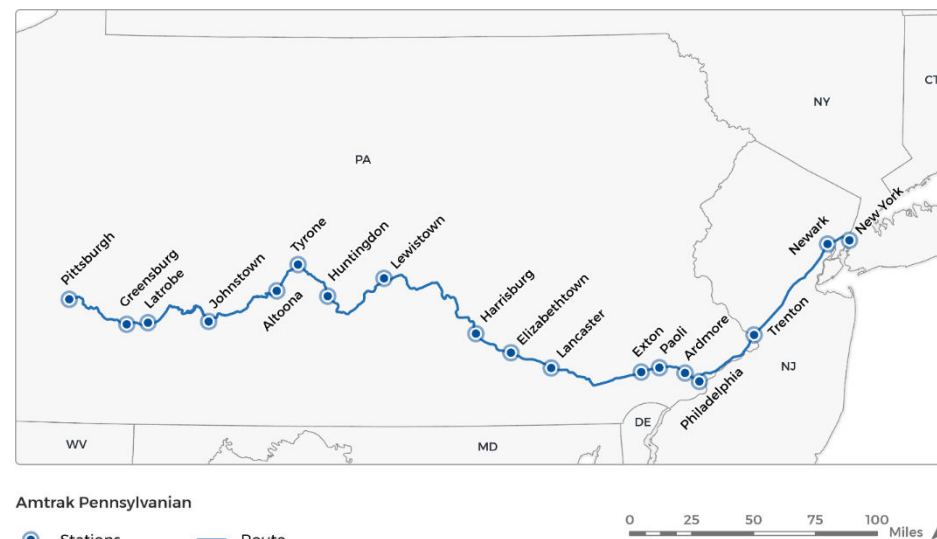 NY
CT
PA
Pittsburgh
Greensburg
Latrobe
Johnstown
Altoona
Tyrone
Huntingdon
Lewistown
Harrisburg
Elizabethtown
Lancaster
Exton
Paoli
Ardmore
Philadelphia
Trenton
Newark
New York
NJ
DE
WV
MD
Amtrak Pennsylvanian
Stations
Route
0 25 50 75 100
Miles